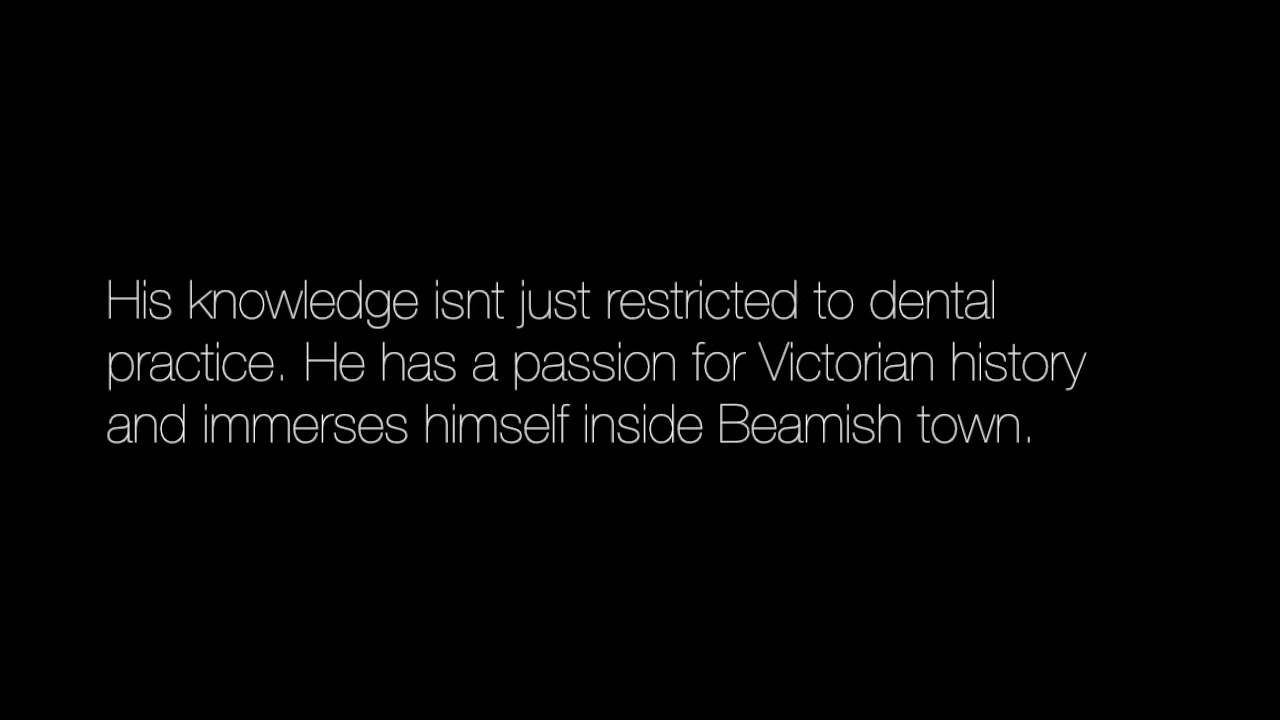 His knowledge isnt just restricted to dental
practice. He has a passion for Victorian history
and immerses himself inside Beamish town.